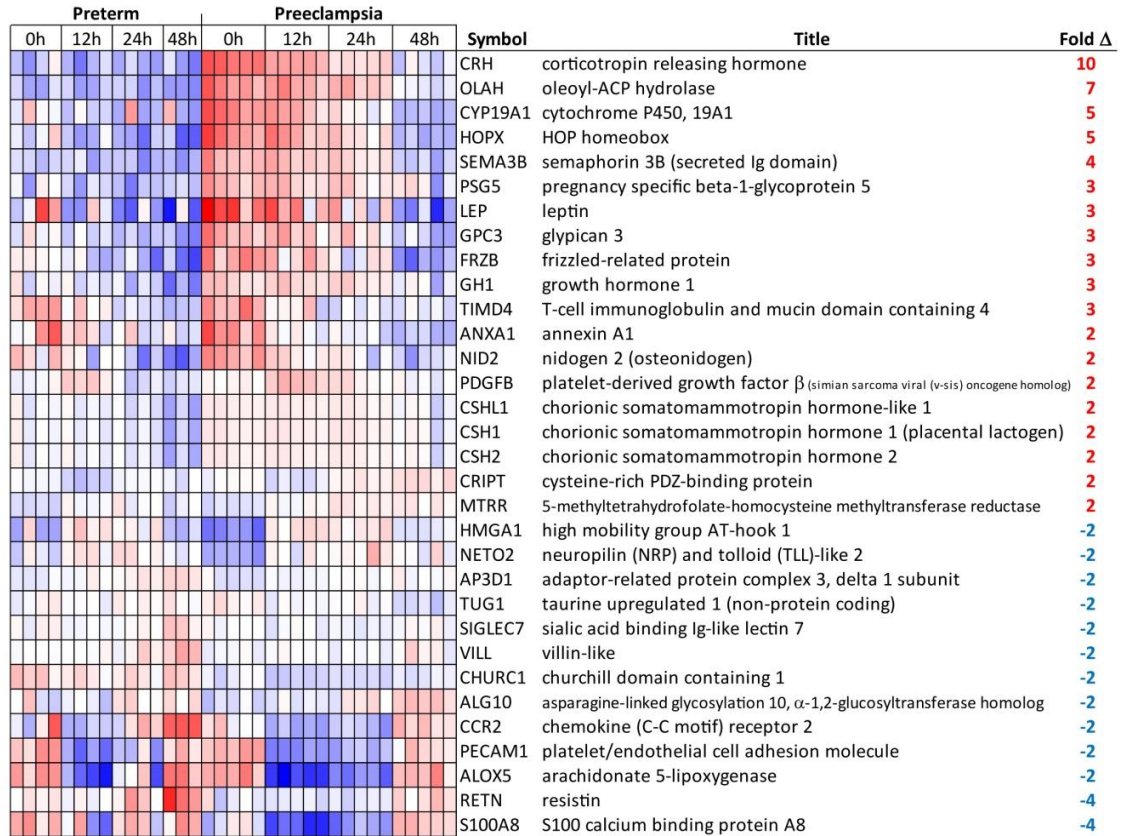 Preterm Preeclampsia
0h 12h 24h 48h 0h 12h 24h 48h Symbol Title Fold Δ
CRH corticotropin releasing hormone 10
OLAH oleoyl-ACP hydrolase 7
CYP19A1 cytochrome P450, 19A1 5
HOPX HOP homeobox 5
SEMA3B semaphorin 3B (secreted Ig domain) 4
PSG5 pregnancy specific beta-1-glycoprotein 5 3
LEP leptin 3
GPC3 glypican 3 3
FRZB frizzled-related protein 3
GH1 growth hormone 1 3
TIMD4 T-cell immunoglobulin and mucin domain containing 4 3
ANXA1 annexin A1 2
NID2 nidogen 2 (osteonidogen) 2
PDGFB platelet-derived growth factor β (simian sarcoma viral (v-sis) oncogene homolog) 2
CSHL1 chorionic somatomammotropin hormone-like 1 2
CSH1 chorionic somatomammotropin hormone 1 (placental lactogen) 2
CSH2 chorionic somatomammotropin hormone 2 2
CRIPT cysteine-rich PDZ-binding protein 2
MTRR 5-methyltetrahydrofolate-homocysteine methyltransferase reductase 2
HMGA1 high mobility group AT-hook 1 -2
NETO2 neuropilin (NRP) and tolloid (TLL)-like 2 -2
AP3D1 adaptor-related protein complex 3, delta 1 subunit -2
TUG1 taurine upregulated 1 (non-protein coding) -2
SIGLEC7 sialic acid binding Ig-like lectin 7 -2
VILL villin-like -2
CHURC1 churchill domain containing 1 -2
ALG10 asparagine-linked glycosylation 10, α-1,2-glucosyltransferase homolog -2
CCR2 chemokine (C-C motif) receptor 2 -2
PECAM1 platelet/endothelial cell adhesion molecule -2
ALOX5 arachidonate 5-lipoxygenase -2
RETN resistin -4
S100A8 S100 calcium binding protein A8 -4